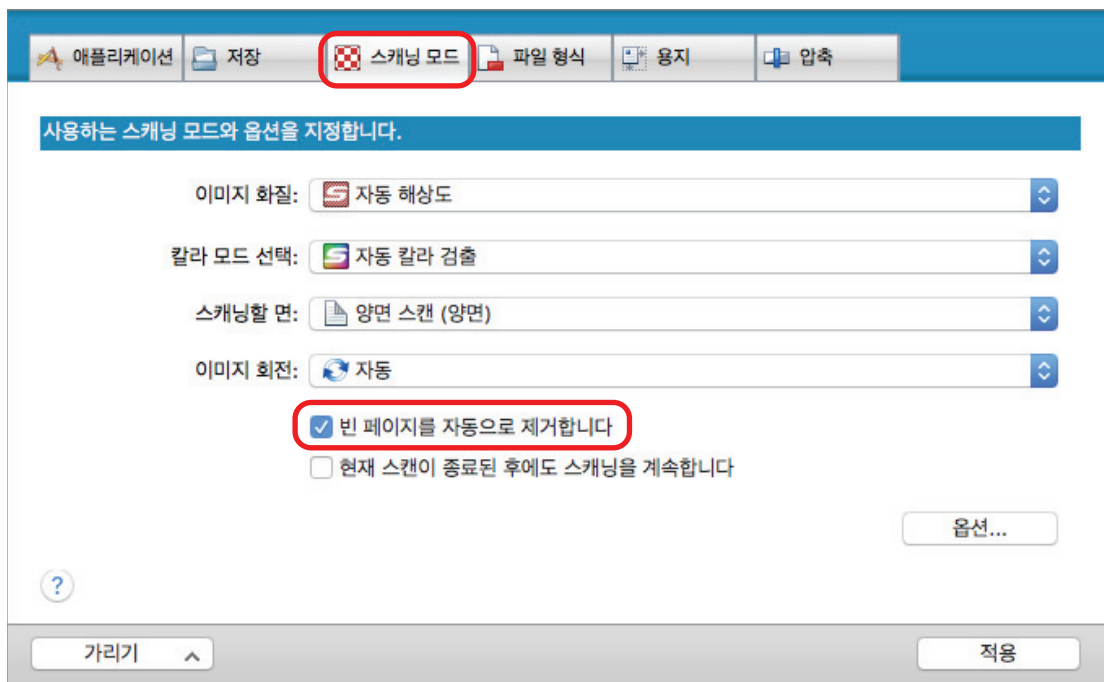 애플리케이션 저장 스캐닝 모드 파일 형식 용지 압축
사용하는 스캐닝 모드와 옵션을 지정합니다.
이미지 화질: 자동 해상도
칼라 모드 선택: 자동 칼라 검출
스캐닝할 면: 양면 스캔 (양면)
이미지 회전: 자동
빈 페이지를 자동으로 제거합니다
현재 스캔이 종료된 후에도 스캐닝을 계속합니다
옵션...
?
가리기 적용